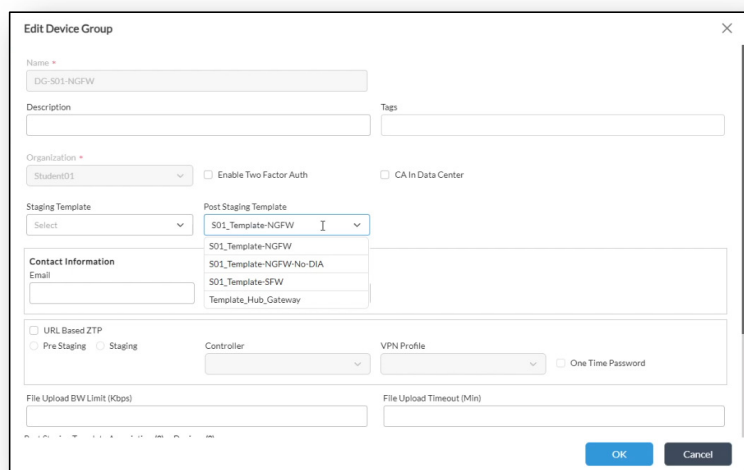 Edit Device Group
Name *
DG-S01-NGFW
Description
Tags
Organization *
Student01
Enable Two Factor Auth
CA In Data Center
Staging Template
Post Staging Template
Select
S01_Template-NGFW
S01_Template-NGFW
S01_Template-NGFW-No-DIA
S01_Template-SFW
Template_Hub_Gateway
Contact Information
Email
URL Based ZTP
Pre Staging
Staging
Controller
VPN Profile
One Time Password
File Upload BW Limit (Kbps)
File Upload Timeout (Min)
OK
Cancel